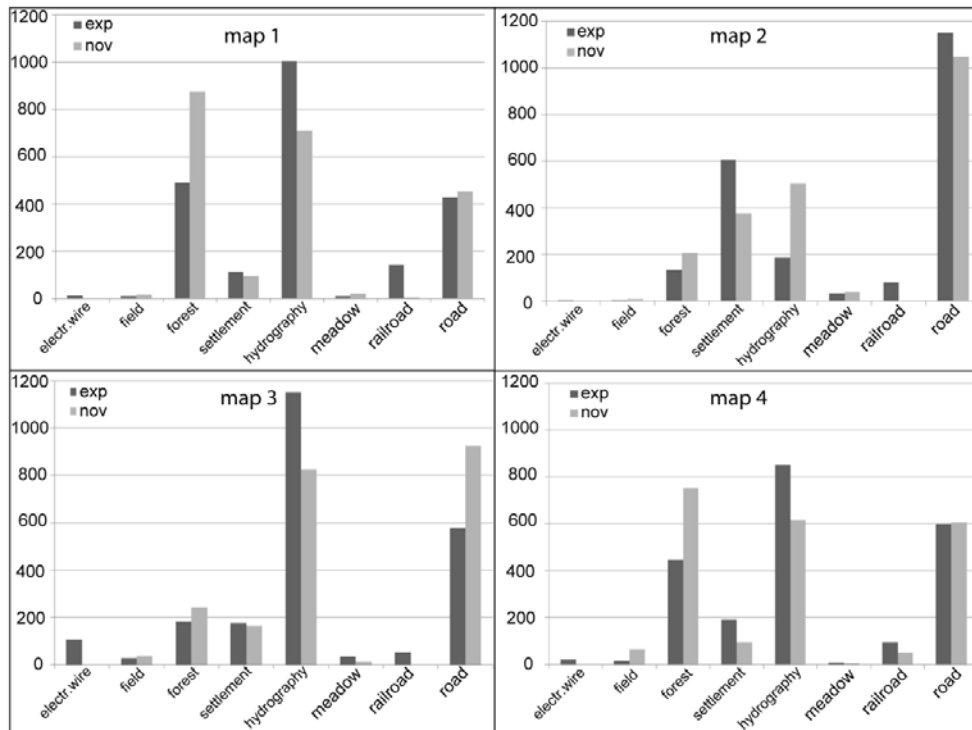 map 1
exp
nov
1200
1000
800
600
400
200
0
electr.wire
field
forest
settlement
hydrography
meadow
railroad
road
map 2
exp
nov
1200
1000
800
600
400
200
0
electr.wire
field
forest
settlement
hydrography
meadow
railroad
road
map 3
exp
nov
1200
1000
800
600
400
200
0
electr.wire
field
forest
settlement
hydrography
meadow
railroad
road
map 4
exp
nov
1200
1000
800
600
400
200
0
electr.wire
field
forest
settlement
hydrography
meadow
railroad
road